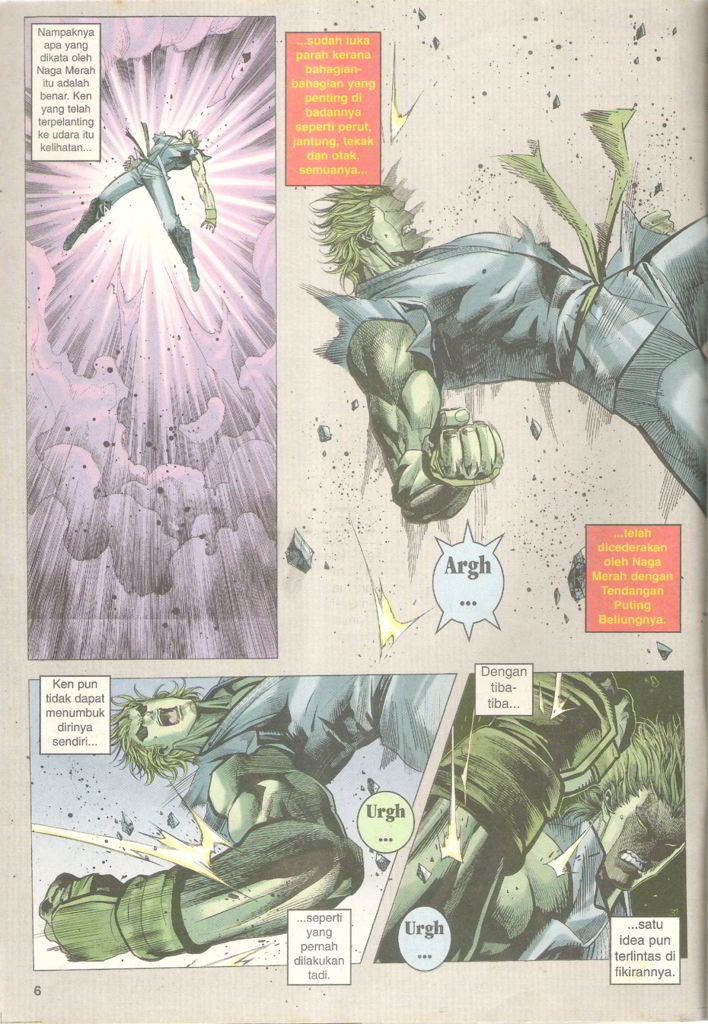 Nampaknya
apa yang
dikata oleh
Naga Merah
itu adalah
benar. Ken
yang telah
terpelanting
ke udara itu
kelihatan...
...sudah luka
parah kerana
bahagian-
bahagian yang
penting di
badannya
seperti perut,
jantung, tekak
dan otak,
semuanya...
Argh
...
...telah
dicederakan
oleh Naga
Merah dengan
Tendangan
Puting
Beliungnya.
Ken pun
tidak dapat
menumbuk
dirinya
sendiri...
Urgh
...
...seperti
yang
pernah
dilakukan
tadi.
Dengan
tiba-
tiba...
Urgh
...
...satu
idea pun
terlintas di
fikirannya.
6